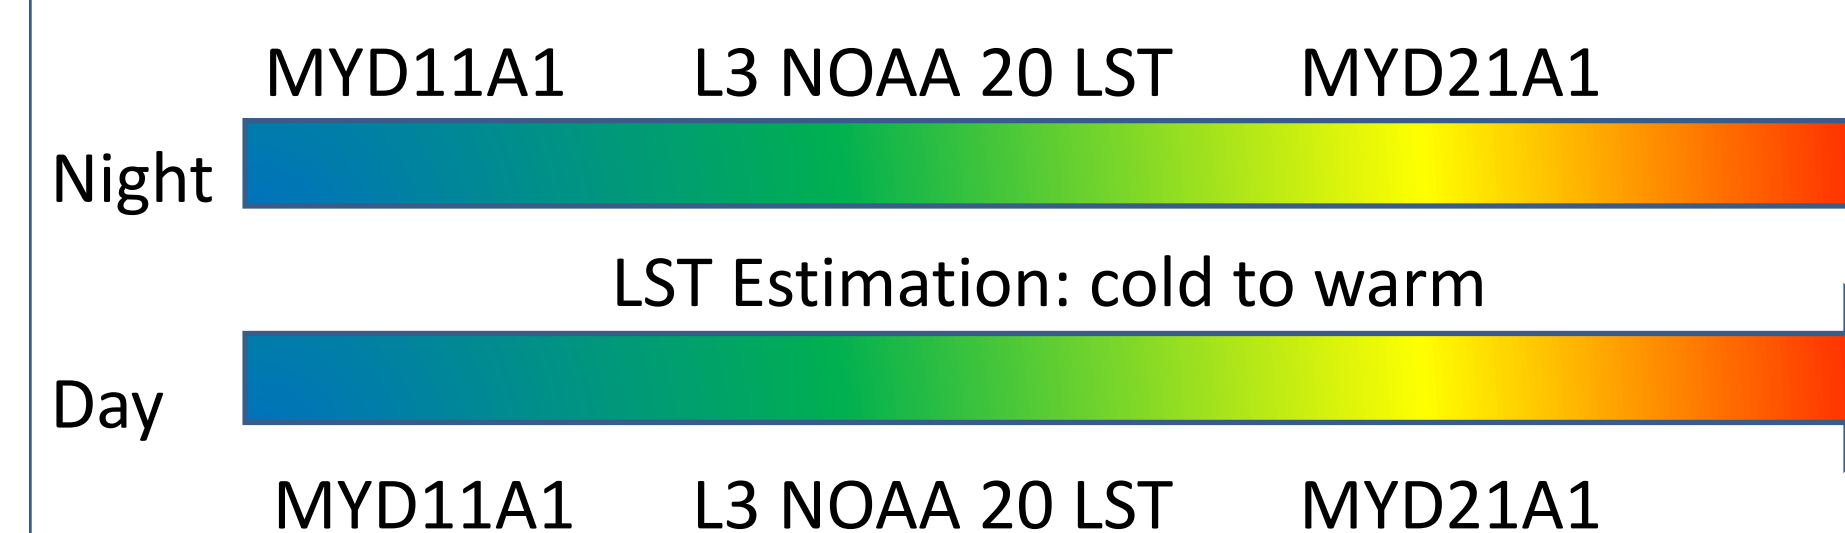 MYD11A1 L3 NOAA 20 LST MYD21A1
Night
LST Estimation: cold to warm
Day
MYD11A1 L3 NOAA 20 LST MYD21A1